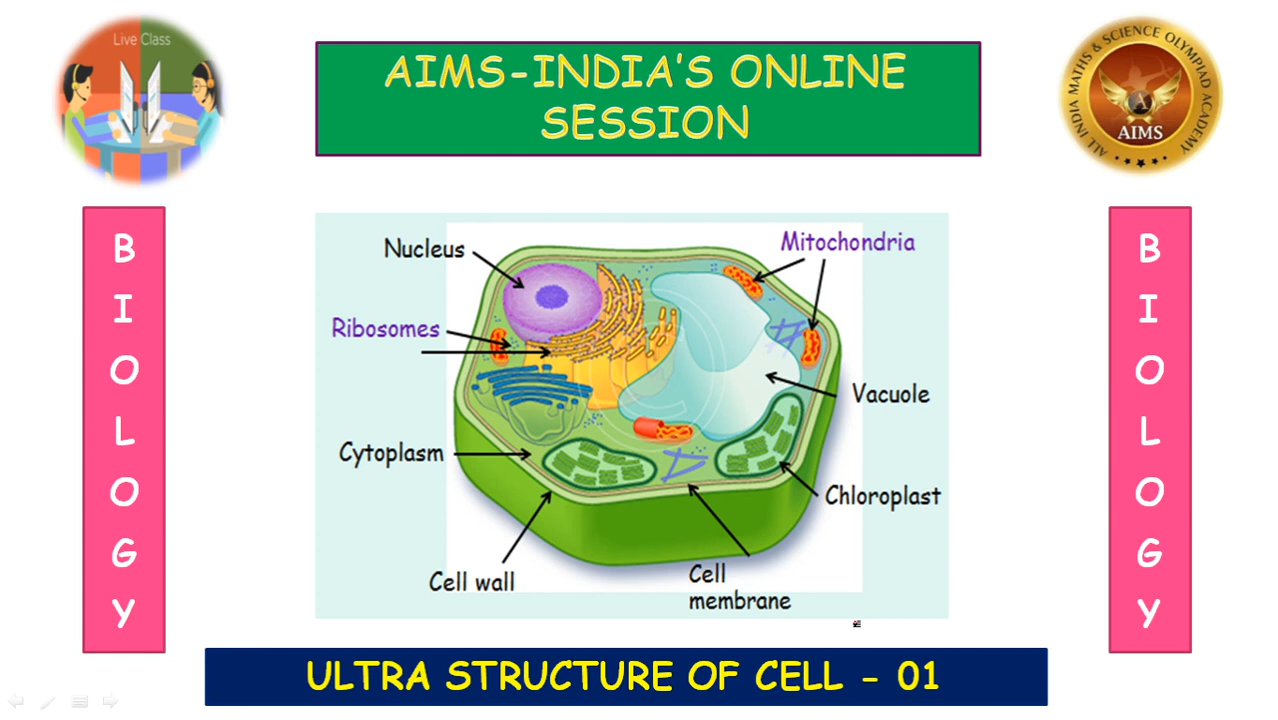 Live Class
AIMS-INDIA'S ONLINE
SESSION
ALL INDIA MATHS & SCIENCE OLYMPIAD ACADEMY
A
AIMS
B
I
O
L
O
G
Y
Nucleus
Mitochondria
Ribosomes
Vacuole
Cytoplasm
Chloroplast
Cell wall
Cell
membrane
B
I
O
L
O
G
Y
ULTRA STRUCTURE OF CELL - 01